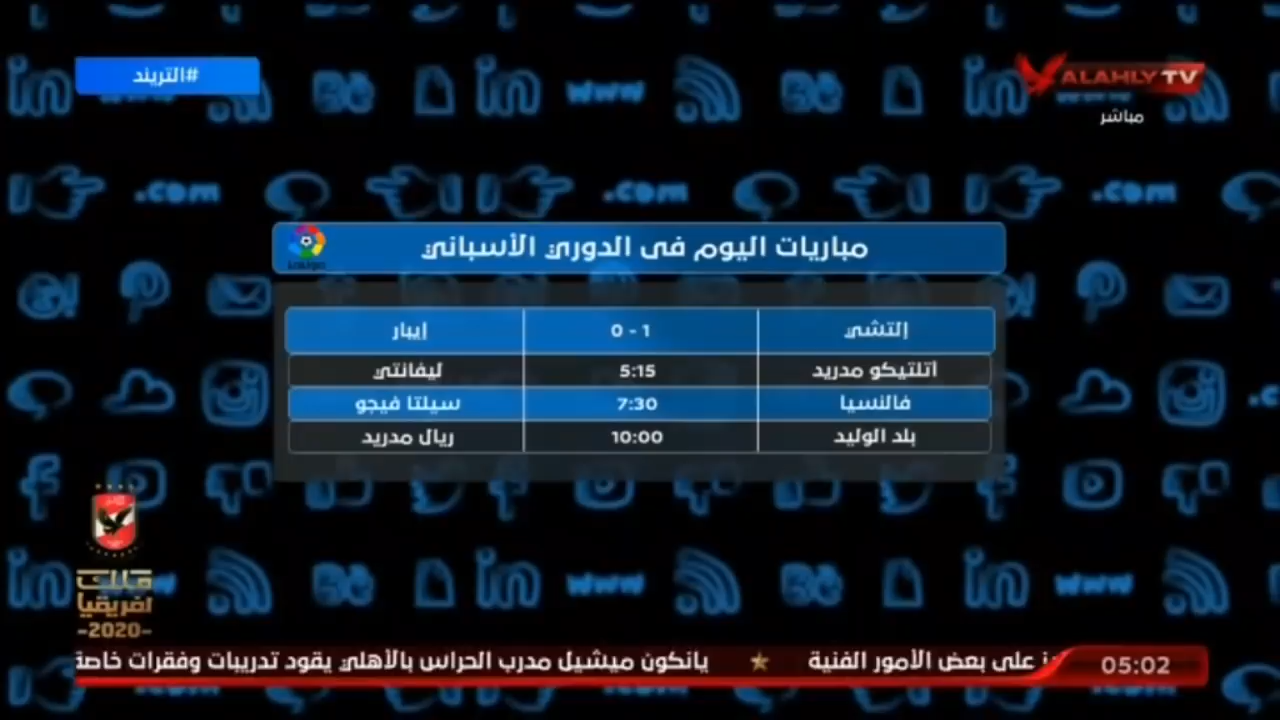 #التريند
ALAHLY TV
مباشر
مباريات اليوم فى الدوري الأسباني
إلتشي 1 - 0 إيبار
أتلتيكو مدريد 5:15 ليفانتي
فالنسيا 7:30 سيلتا فيجو
بلد الوليد 10:00 ريال مدريد
ملك
أفريقيا
-2020-
على بعض الأمور الفنية ★ يانكون ميشيل مدرب الحراس بالأهلي يقود تدريبات وفقرات خاصة
05:02